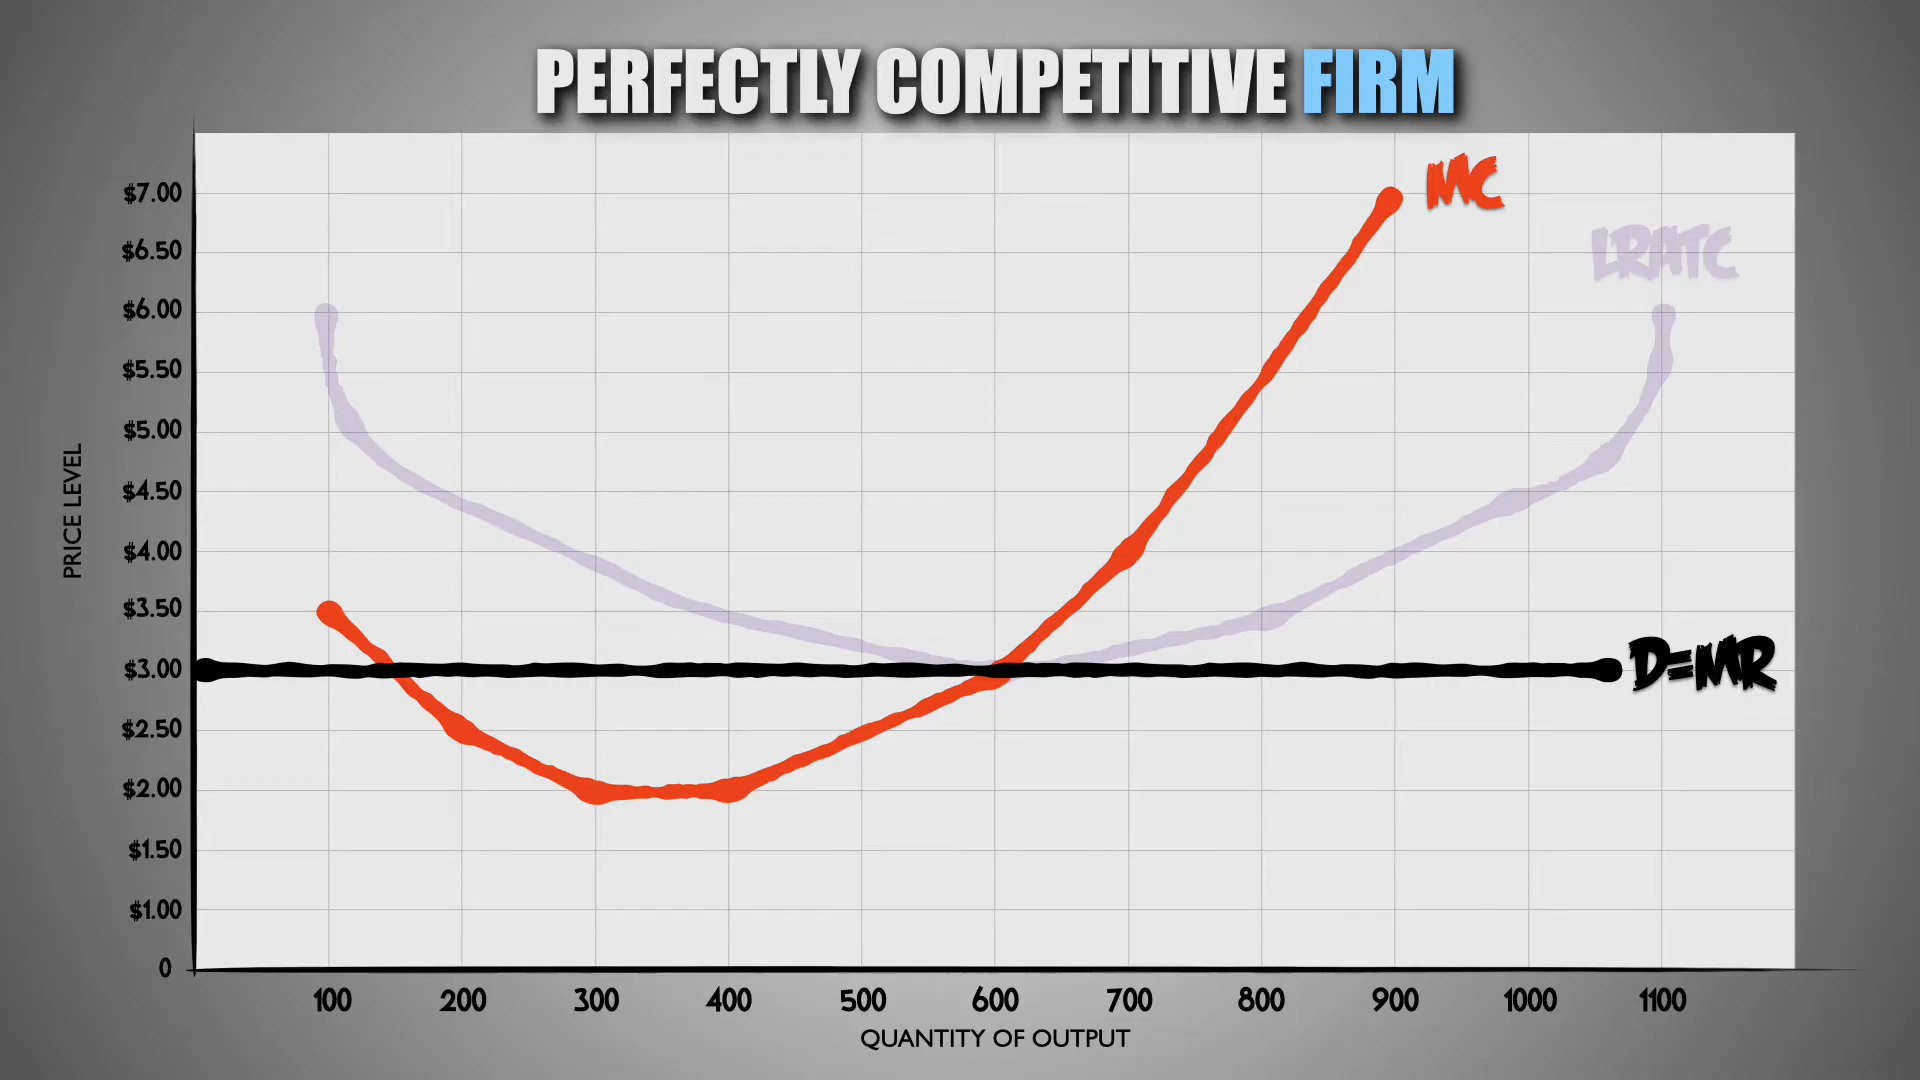 PERFECTLY COMPETITIVE FIRM
MC
LRATC
$7.00
$6.50
$6.00
$5.50
$5.00
$4.50
$4.00
$3.50
$3.00
$2.50
$2.00
$1.50
$1.00
0
PRICE LEVEL
D=MR
100 200 300 400 500 600 700 800 900 1000 1100
QUANTITY OF OUTPUT